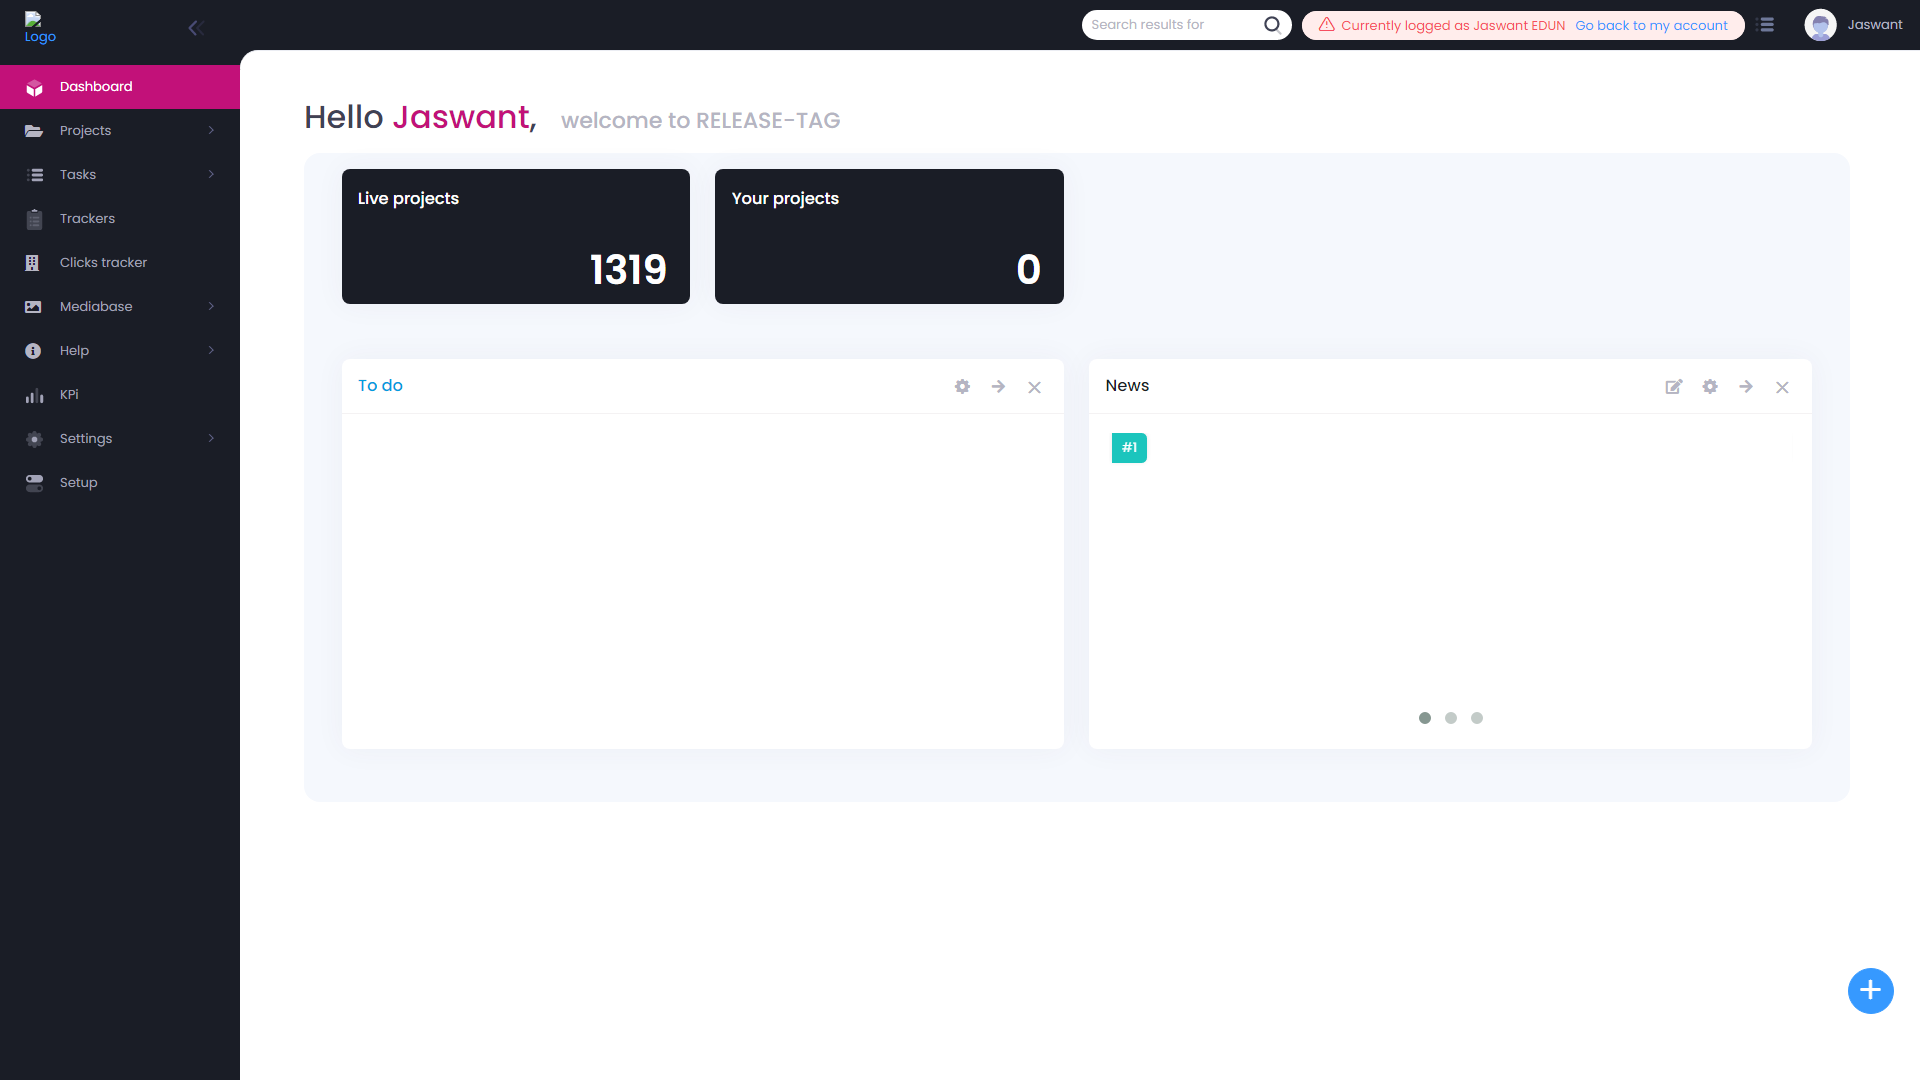 Logo
Search results for
Currently logged as Jaswant EDUN Go back to my account
Jaswant
Dashboard
Projects
Tasks
Trackers
Clicks tracker
Mediabase
Help
KPi
Settings
Setup
Hello Jaswant, welcome to RELEASE-TAG
Live projects
1319
Your projects
0
To do
News
#1